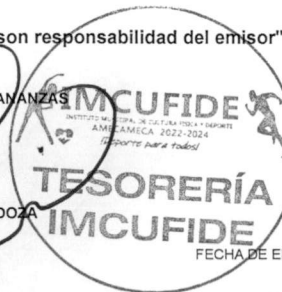 son responsabilidad del emisor"
ANANZAS
IMCUFIDE
INSTITUTO MUNICIPAL DE CULTURA FÍSICA Y DEPORTE
AMECAMECA 2022-2024
¡Deporte para todos!
TESORERÍA
DOZA
IMCUFIDE
FECHA DE E